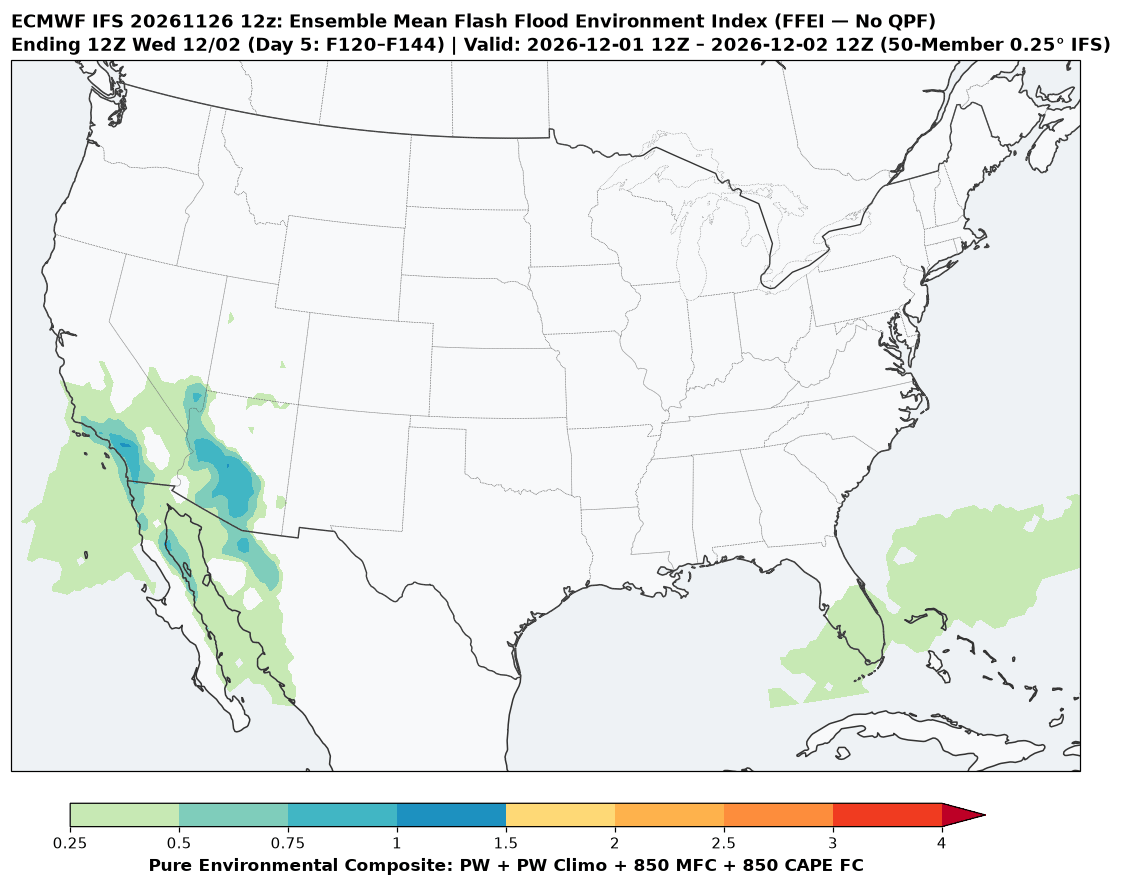 ECMWF IFS 20261126 12z: Ensemble Mean Flash Flood Environment Index (FFEI — No QPF)
Ending 12Z Wed 12/02 (Day 5: F120–F144) | Valid: 2026-12-01 12Z – 2026-12-02 12Z (50-Member 0.25° IFS)
0.25 0.5 0.75 1 1.5 2 2.5 3 4
Pure Environmental Composite: PW + PW Climo + 850 MFC + 850 CAPE FC